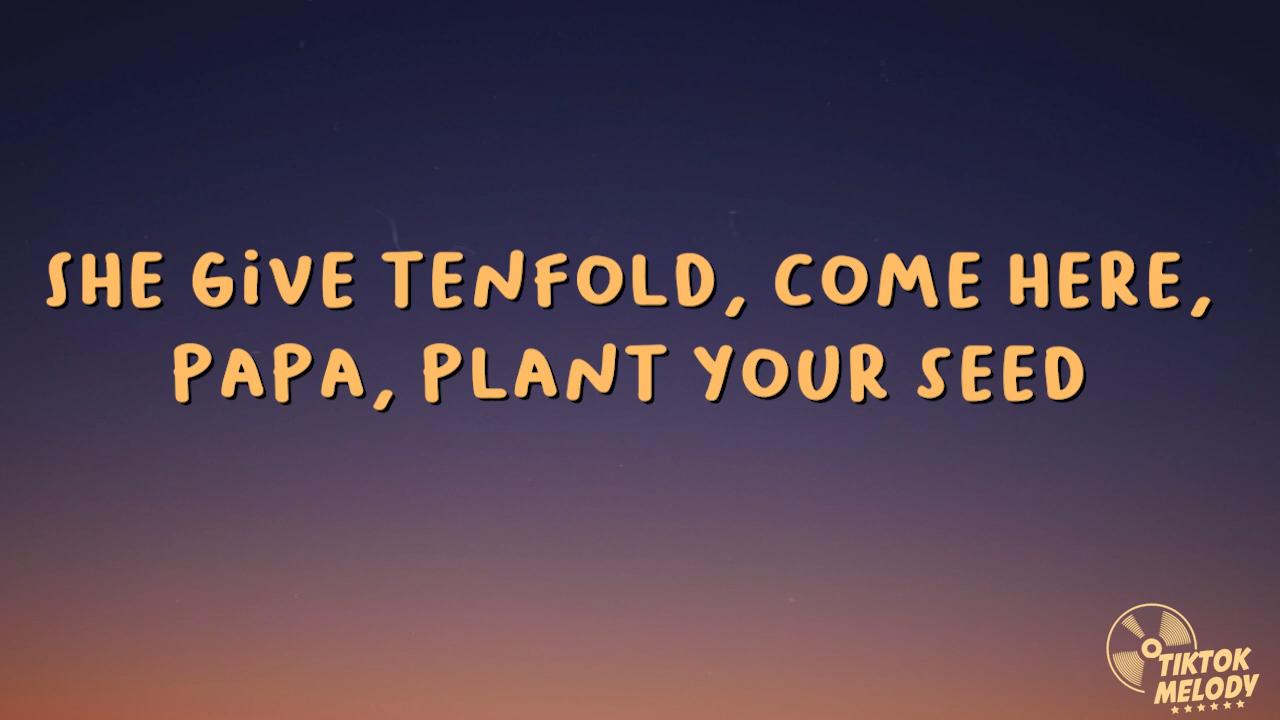 SHE GiVE TENFOLD, COME HERE,
PAPA, PLANT YOUR SEED
TIKTOK
MELODY